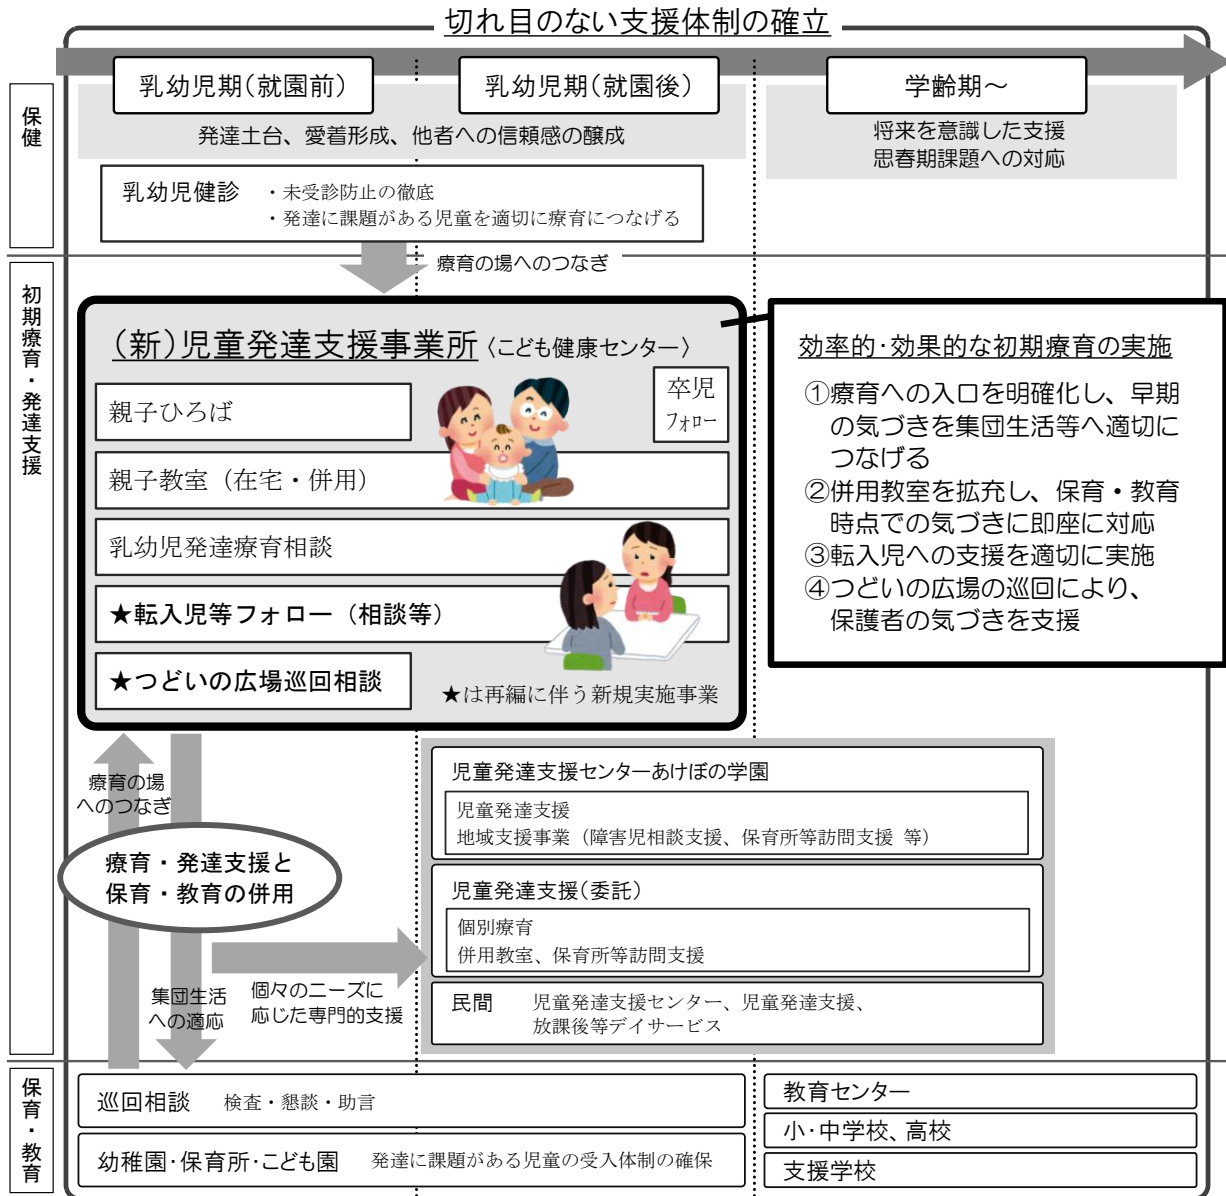 切れ目のない支援体制の確立
乳幼児期(就園前)
乳幼児期(就園後)
学齢期～
保健
発達土台、愛着形成、他者への信頼感の醸成
将来を意識した支援
思春期課題への対応
乳幼児健診 ・未受診防止の徹底
・発達に課題がある児童を適切に療育につなげる
療育の場へのつなぎ
初期療育・発達支援
(新)児童発達支援事業所〈こども健康センター〉
親子ひろば
卒児
フォロー
親子教室（在宅・併用）
乳幼児発達療育相談
★転入児等フォロー（相談等）
★つどいの広場巡回相談
★は再編に伴う新規実施事業
効率的・効果的な初期療育の実施
①療育への入口を明確化し、早期
の気づきを集団生活等へ適切に
つなげる
②併用教室を拡充し、保育・教育
時点での気づきに即座に対応
③転入児への支援を適切に実施
④つどいの広場の巡回により、
保護者の気づきを支援
療育の場
へのつなぎ
療育・発達支援と
保育・教育の併用
集団生活
への適応
個々のニーズに
応じた専門的支援
児童発達支援センターあけぼの学園
児童発達支援
地域支援事業（障害児相談支援、保育所等訪問支援 等）
児童発達支援(委託)
個別療育
併用教室、保育所等訪問支援
民間 児童発達支援センター、児童発達支援、
放課後等デイサービス
保育・教育
巡回相談 検査・懇談・助言
幼稚園・保育所・こども園 発達に課題がある児童の受入体制の確保
教育センター
小・中学校、高校
支援学校